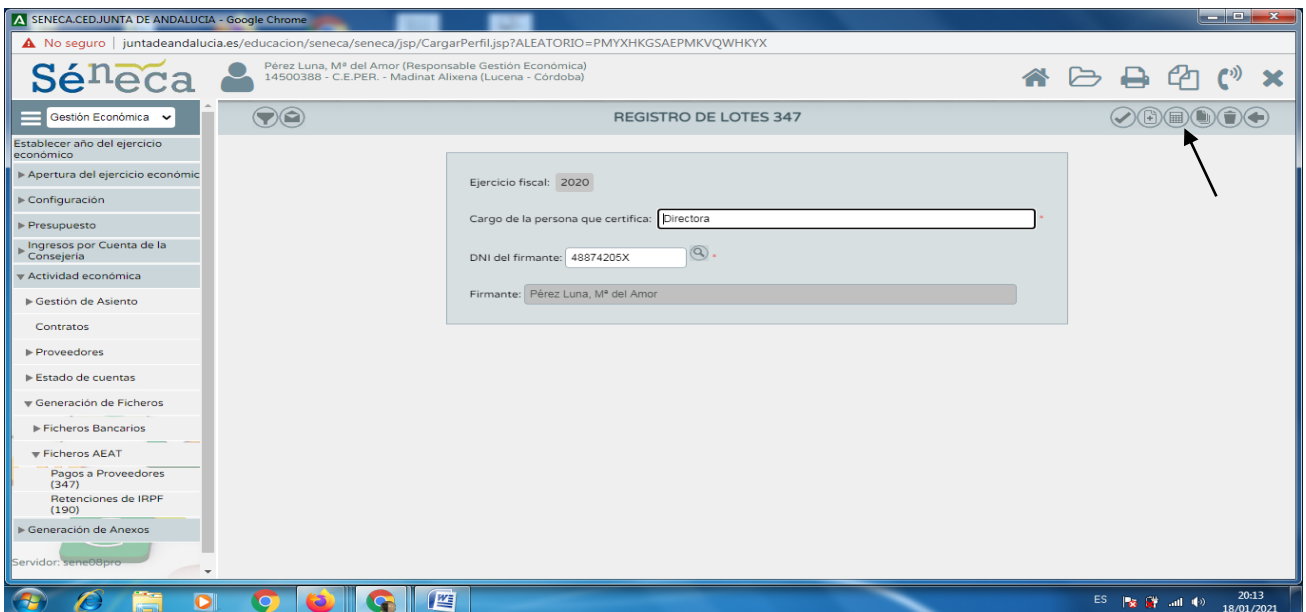 SENECA.CED.JUNTA DE ANDALUCIA - Google Chrome
No seguro | juntadeandalucia.es/educacion/seneca/seneca/jsp/CargarPerfil.jsp?ALEATORIO=PMYXHKGSAEPMKVQWHKYX
Séneca
Pérez Luna, Mª del Amor (Responsable Gestión Económica)
14500388 - C.E.PER. - Madinat Alixena (Lucena - Córdoba)
Gestión Económica
REGISTRO DE LOTES 347
Establecer año del ejercicio
económico
Apertura del ejercicio económic
Configuración
Presupuesto
Ingresos por Cuenta de la
Consejería
Actividad económica
Gestión de Asiento
Contratos
Proveedores
Estado de cuentas
Generación de Ficheros
Ficheros Bancarios
Ficheros AEAT
Pagos a Proveedores
(347)
Retenciones de IRPF
(190)
Generación de Anexos
Servidor: sene08pro
Ejercicio fiscal: 2020
Cargo de la persona que certifica: Directora *
DNI del firmante: 48874205X *
Firmante: Pérez Luna, Mª del Amor
ES
20:13
18/01/2021